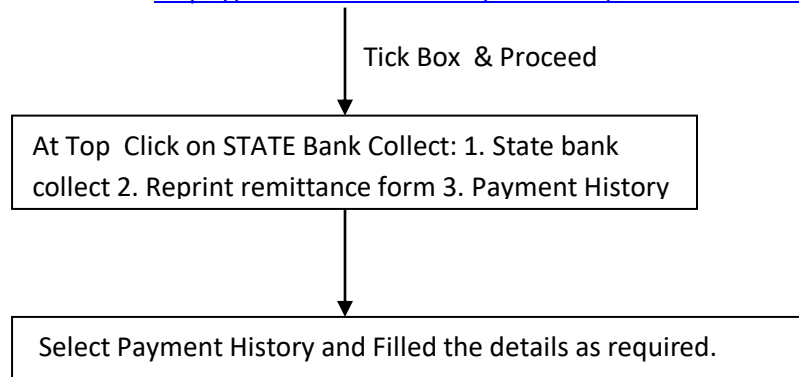 Tick Box & Proceed
At Top Click on STATE Bank Collect: 1. State bank
collect 2. Reprint remittance form 3. Payment History
Select Payment History and Filled the details as required.